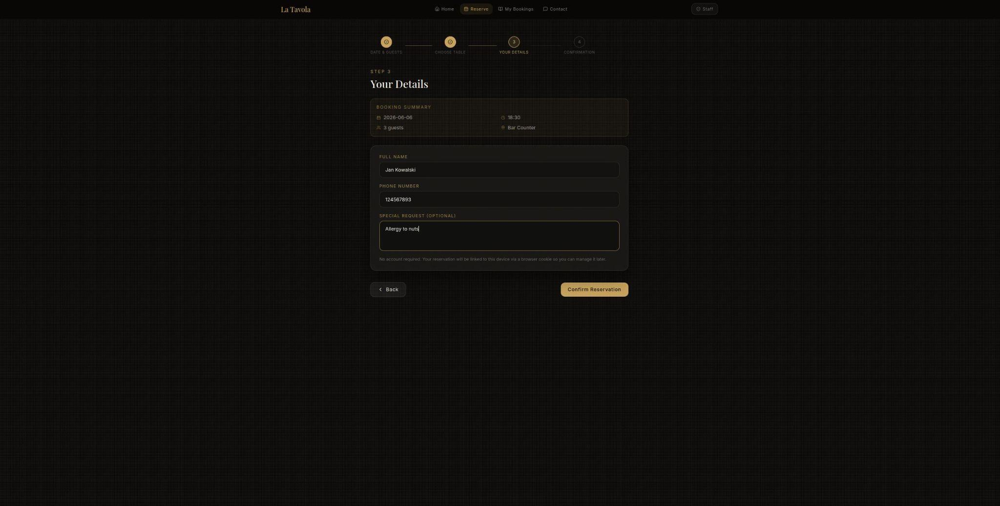 La Tavola
Home Reserve My Bookings Contact
Staff
3 4
DATE & GUESTS CHOOSE TABLE YOUR DETAILS CONFIRMATION
STEP 3
Your Details
BOOKING SUMMARY
2026-06-06 18:30
3 guests Bar Counter
FULL NAME
Jan Kowalski
PHONE NUMBER
124567893
SPECIAL REQUEST (OPTIONAL)
Allergy to nuts
No account required. Your reservation will be linked to this device via a browser cookie so you can manage it later.
Back Confirm Reservation